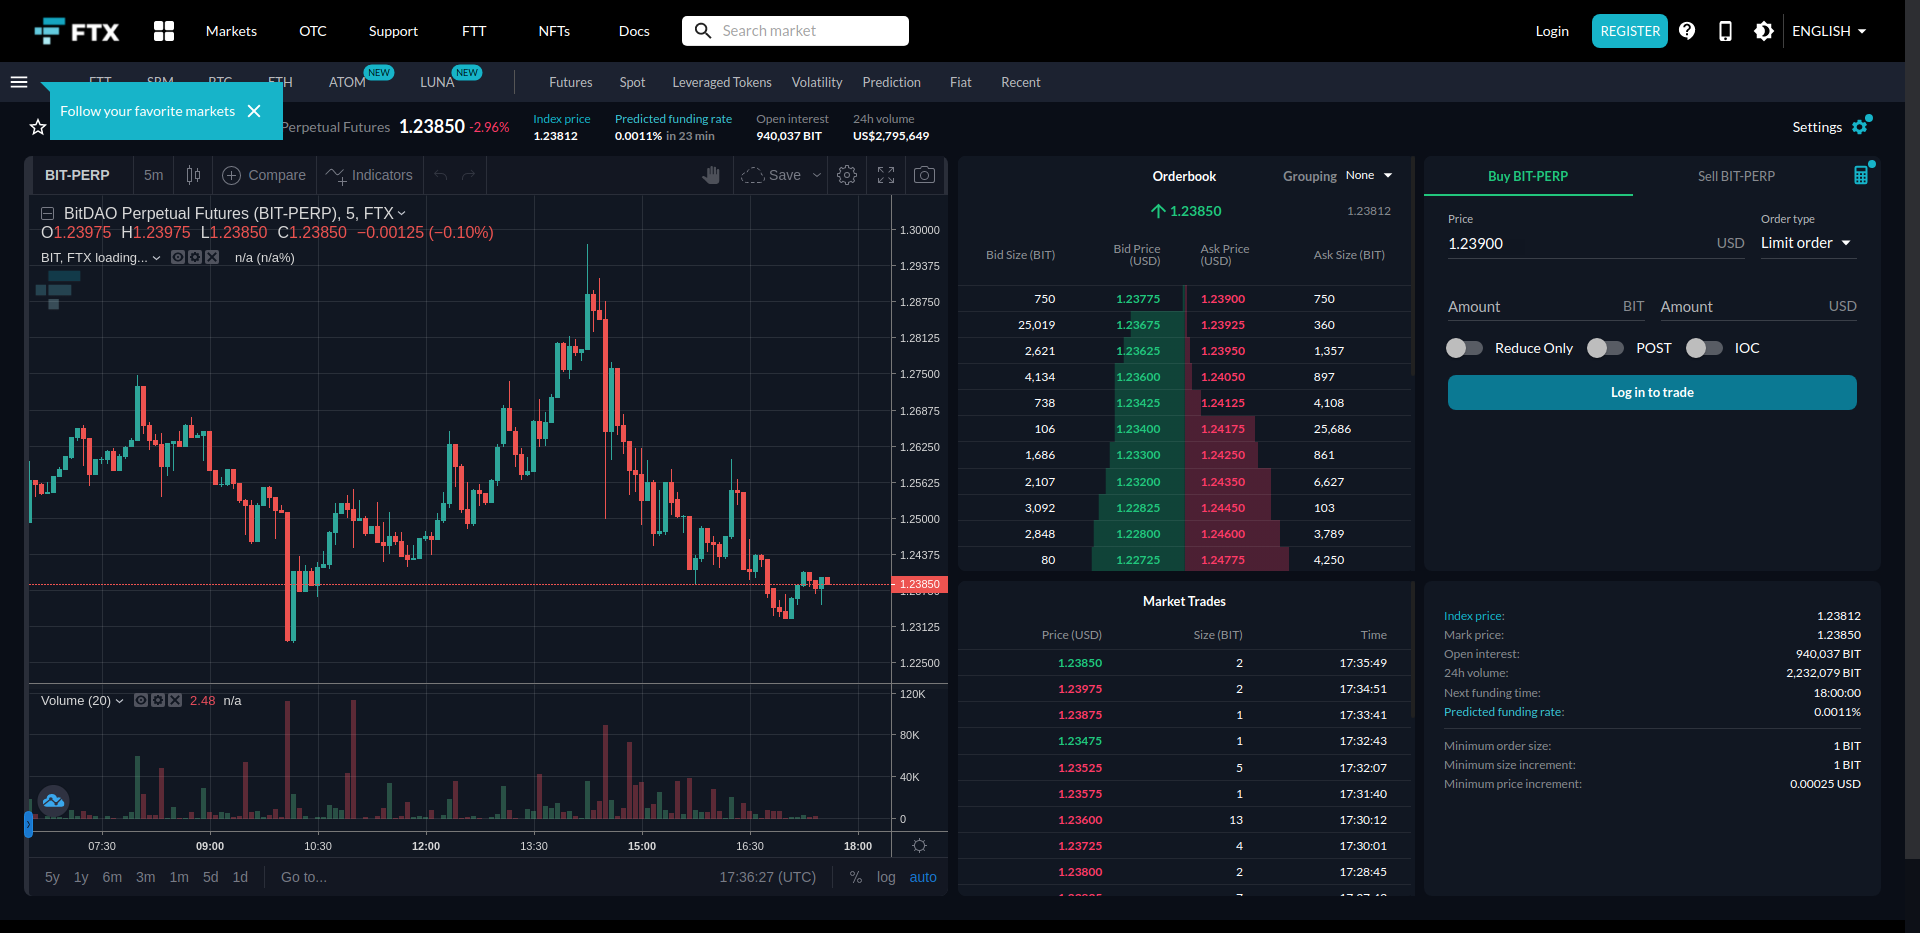 FTX Markets OTC Support FTT NFTs Docs Search market Login REGISTER ENGLISH
FTT SRM BTC ETH ATOM NEW LUNA NEW Futures Spot Leveraged Tokens Volatility Prediction Fiat Recent
Follow your favorite markets
Perpetual Futures 1.23850 -2.96%
Index price
1.23812
Predicted funding rate
0.0011% in 23 min
Open interest
940,037 BIT
24h volume
US$2,795,649
Settings
BIT-PERP 5m Compare Indicators Save
BitDAO Perpetual Futures (BIT-PERP), 5, FTX
O1.23975 H1.23975 L1.23850 C1.23850 −0.00125 (−0.10%)
BIT, FTX loading... n/a (n/a%)
1.30000
1.29375
1.28750
1.28125
1.27500
1.26875
1.26250
1.25625
1.25000
1.24375
1.23850
1.23125
1.22500
Volume (20) 2.48 n/a
120K
80K
40K
0
07:30 09:00 10:30 12:00 13:30 15:00 16:30 18:00
5y 1y 6m 3m 1m 5d 1d Go to... 17:36:27 (UTC) % log auto
Orderbook Grouping None
1.23850 1.23812
Bid Size (BIT) Bid Price (USD) Ask Price (USD) Ask Size (BIT)
750 1.23775 1.23900 750
25,019 1.23675 1.23925 360
2,621 1.23625 1.23950 1,357
4,134 1.23600 1.24050 897
738 1.23425 1.24125 4,108
106 1.23400 1.24175 25,686
1,686 1.23300 1.24250 861
2,107 1.23200 1.24350 6,627
3,092 1.22825 1.24450 103
2,848 1.22800 1.24600 3,789
80 1.22725 1.24775 4,250
Market Trades
Price (USD) Size (BIT) Time
1.23850 2 17:35:49
1.23975 2 17:34:51
1.23875 1 17:33:41
1.23475 1 17:32:43
1.23525 5 17:32:07
1.23575 1 17:31:40
1.23600 13 17:30:12
1.23725 4 17:30:01
1.23800 2 17:28:45
Buy BIT-PERP Sell BIT-PERP
Price Order type
1.23900 USD Limit order
Amount BIT Amount USD
Reduce Only POST IOC
Log in to trade
Index price: 1.23812
Mark price: 1.23850
Open interest: 940,037 BIT
24h volume: 2,232,079 BIT
Next funding time: 18:00:00
Predicted funding rate: 0.0011%
Minimum order size: 1 BIT
Minimum size increment: 1 BIT
Minimum price increment: 0.00025 USD